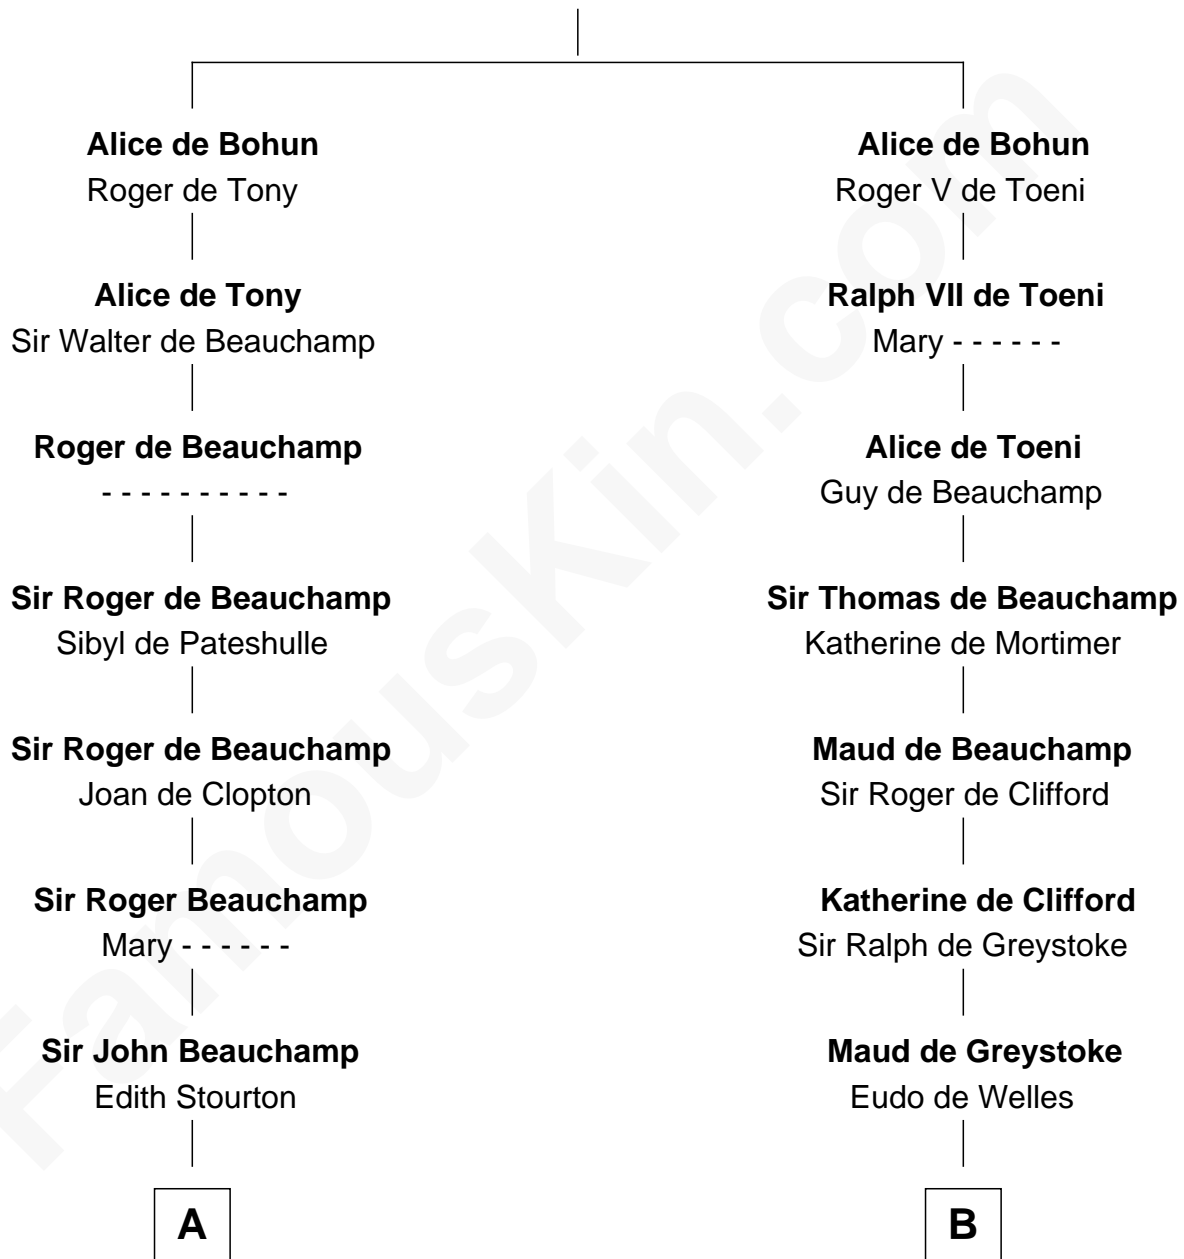 Alice de Bohun
Roger de Tony
Alice de Tony
Sir Walter de Beauchamp
Roger de Beauchamp
- - - - - - - - - -
Sir Roger de Beauchamp
Sibyl de Pateshulle
Sir Roger de Beauchamp
Joan de Clopton
Sir Roger Beauchamp
Mary - - - - - -
Sir John Beauchamp
Edith Stourton
A
Alice de Bohun
Roger V de Toeni
Ralph VII de Toeni
Mary - - - - - -
Alice de Toeni
Guy de Beauchamp
Sir Thomas de Beauchamp
Katherine de Mortimer
Maud de Beauchamp
Sir Roger de Clifford
Katherine de Clifford
Sir Ralph de Greystoke
Maud de Greystoke
Eudo de Welles
B
FamousKin.com